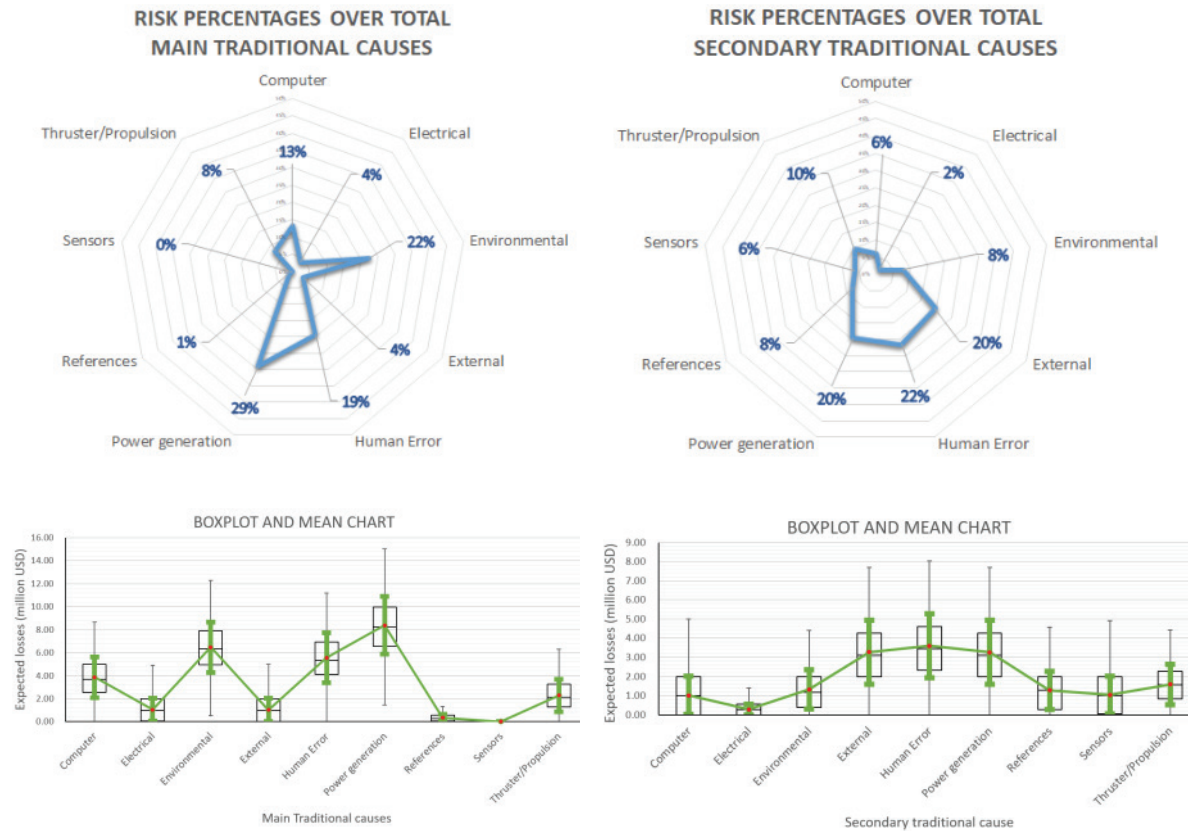 RISK PERCENTAGES OVER TOTAL
MAIN TRADITIONAL CAUSES
Computer
Electrical
Environmental
External
Human Error
Power generation
References
Sensors
Thruster/Propulsion
13%
4%
22%
4%
19%
29%
1%
0%
8%
RISK PERCENTAGES OVER TOTAL
SECONDARY TRADITIONAL CAUSES
Computer
Electrical
Environmental
External
Human Error
Power generation
References
Sensors
Thruster/Propulsion
6%
2%
8%
20%
22%
20%
8%
6%
10%
BOXPLOT AND MEAN CHART
Expected losses (million USD)
16.00
14.00
12.00
10.00
8.00
6.00
4.00
2.00
0.00
Computer
Electrical
Environmental
External
Human Error
Power generation
References
Sensors
Thruster/Propulsion
Main Traditional causes
BOXPLOT AND MEAN CHART
Expected losses (million USD)
9.00
8.00
7.00
6.00
5.00
4.00
3.00
2.00
1.00
0.00
Computer
Electrical
Environmental
External
Human Error
Power generation
References
Sensors
Thruster/Propulsion
Secondary traditional cause